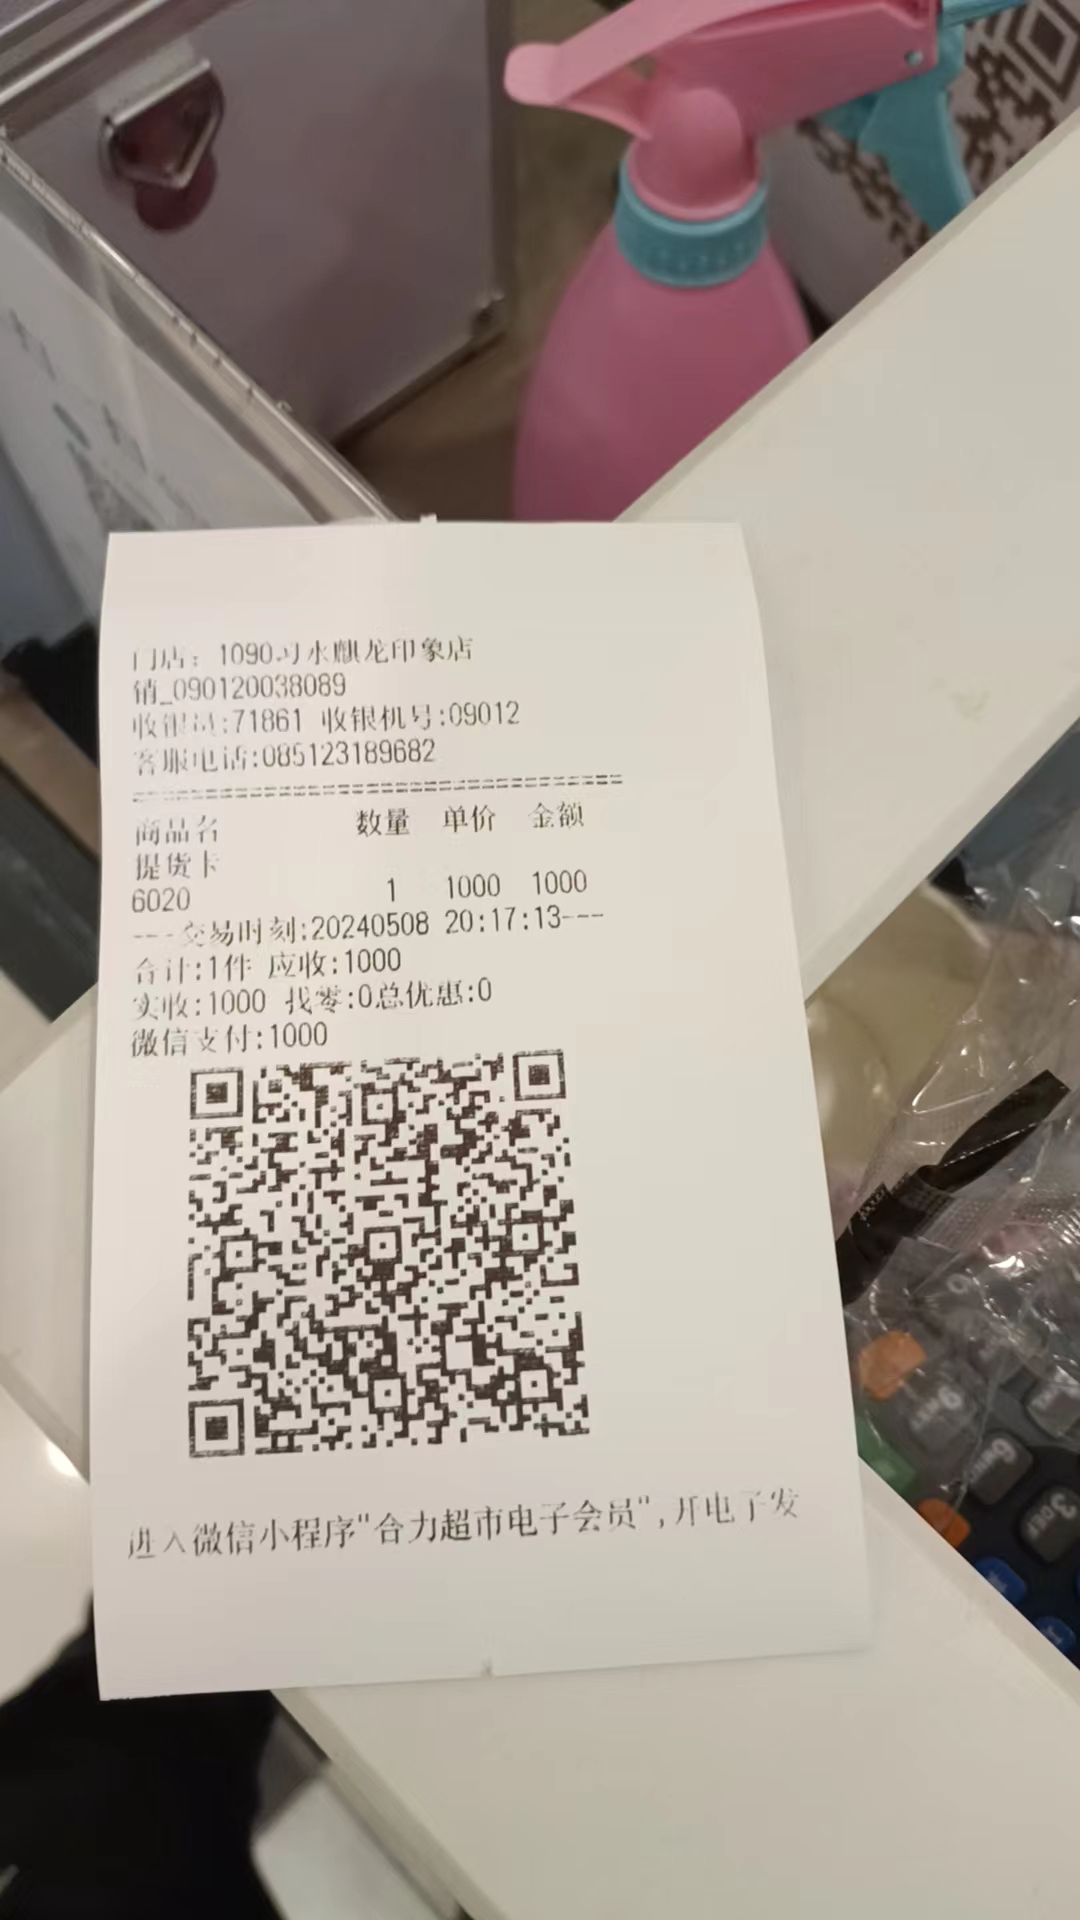 门店：1090习水麒龙印象店
销_090120038089
收银员:71861 收银机号:09012
客服电话:085123189682
================================
商品名 数量 单价 金额
提货卡
6020 1 1000 1000
---交易时刻:20240508 20:17:13---
合计:1件 应收:1000
实收:1000 找零:0总优惠:0
微信支付:1000
进入微信小程序"合力超市电子会员",开电子发